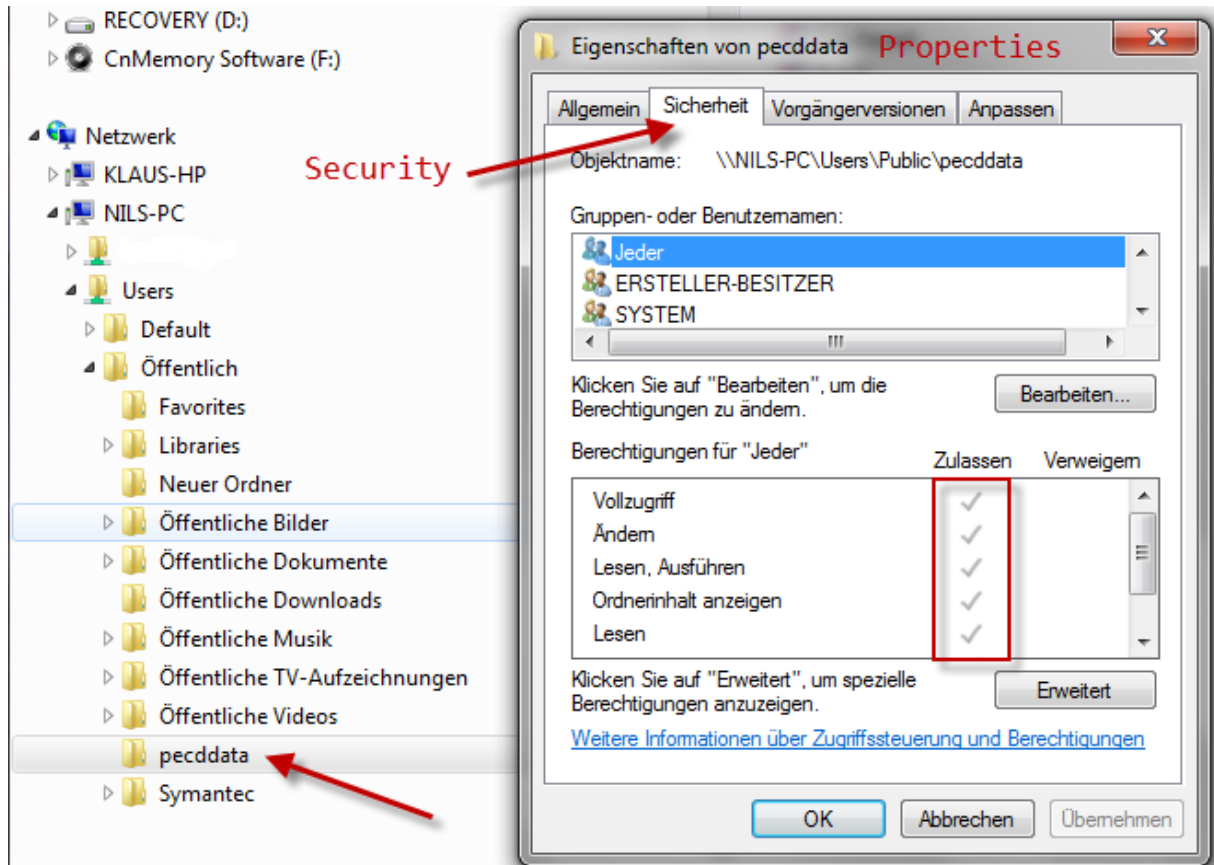 RECOVERY (D:)
CnMemory Software (F:)
Netzwerk
KLAUS-HP
NILS-PC
Users
Default
Öffentlich
Favorites
Libraries
Neuer Ordner
Öffentliche Bilder
Öffentliche Dokumente
Öffentliche Downloads
Öffentliche Musik
Öffentliche TV-Aufzeichnungen
Öffentliche Videos
pecddata
Symantec
Security
Eigenschaften von pecddata Properties
Allgemein Sicherheit Vorgängerversionen Anpassen
Objektname: \\NILS-PC\Users\Public\pecddata
Gruppen- oder Benutzernamen:
Jeder
ERSTELLER-BESITZER
SYSTEM
Klicken Sie auf "Bearbeiten", um die
Berechtigungen zu ändern.
Bearbeiten...
Berechtigungen für "Jeder" Zulassen Verweigern
Vollzugriff
Ändern
Lesen, Ausführen
Ordnerinhalt anzeigen
Lesen
Klicken Sie auf "Erweitert", um spezielle
Berechtigungen anzuzeigen.
Erweitert
Weitere Informationen über Zugriffssteuerung und Berechtigungen
OK Abbrechen Übernehmen